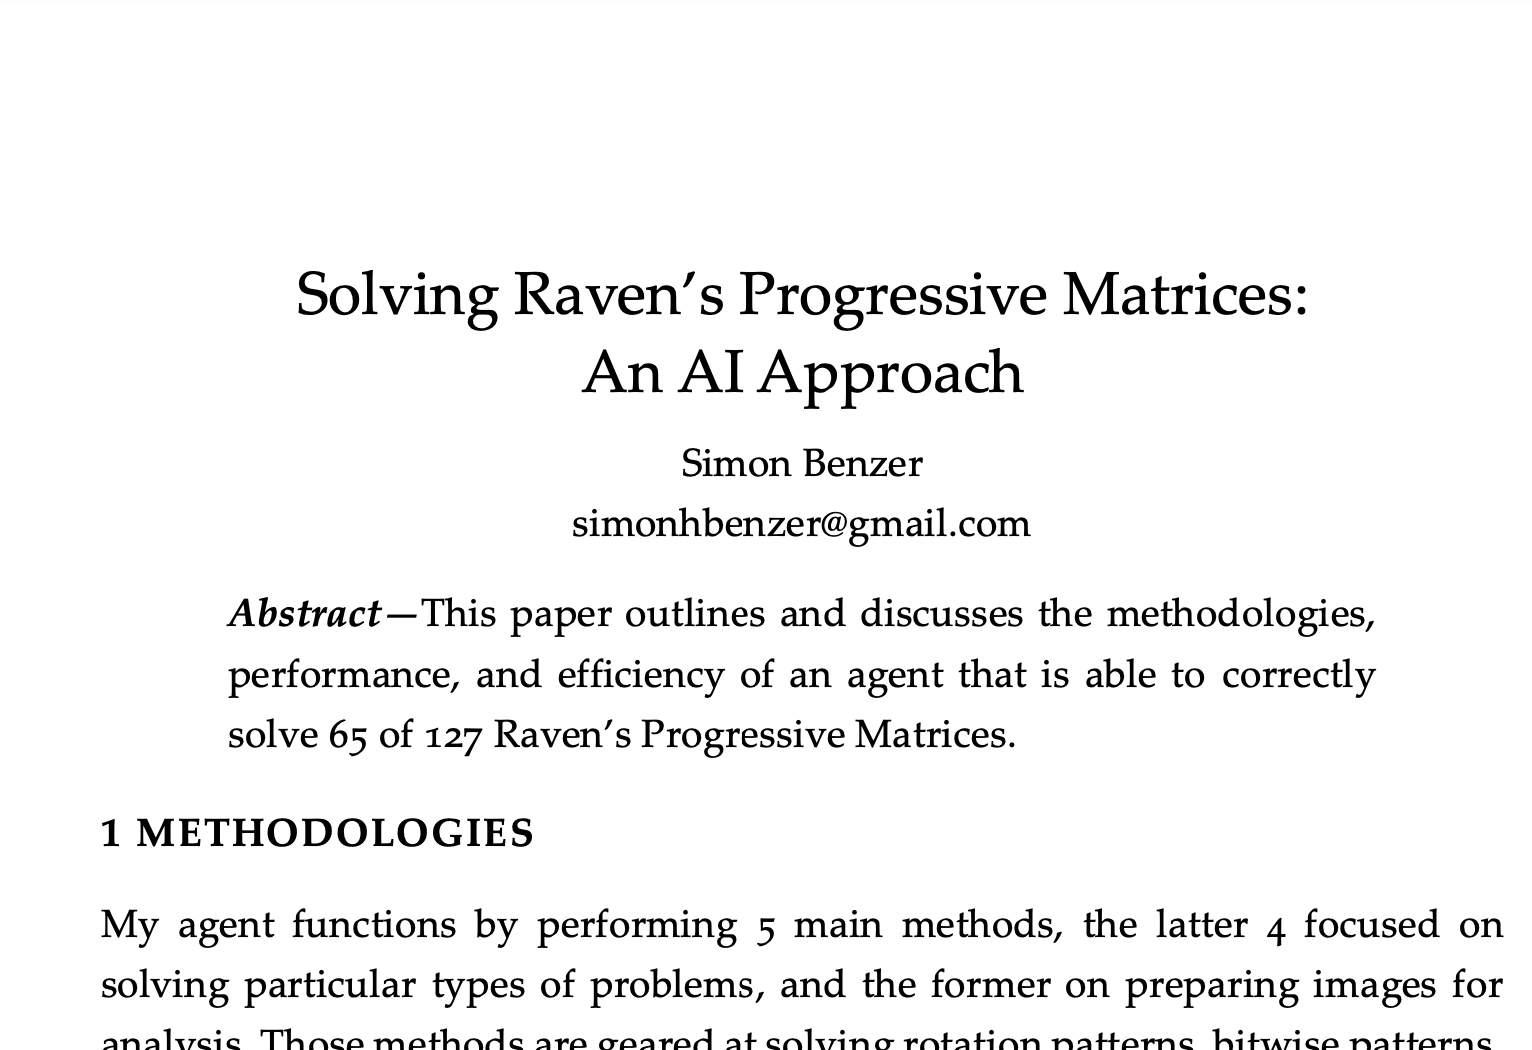 Solving Raven’s Progressive Matrices:
An AI Approach
Simon Benzer
simonhbenzer@gmail.com
Abstract—This paper outlines and discusses the methodologies,
performance, and efficiency of an agent that is able to correctly
solve 65 of 127 Raven’s Progressive Matrices.
1 METHODOLOGIES
My agent functions by performing 5 main methods, the latter 4 focused on
solving particular types of problems, and the former on preparing images for
analysis. Those methods are geared at solving rotation patterns, bitwise patterns,